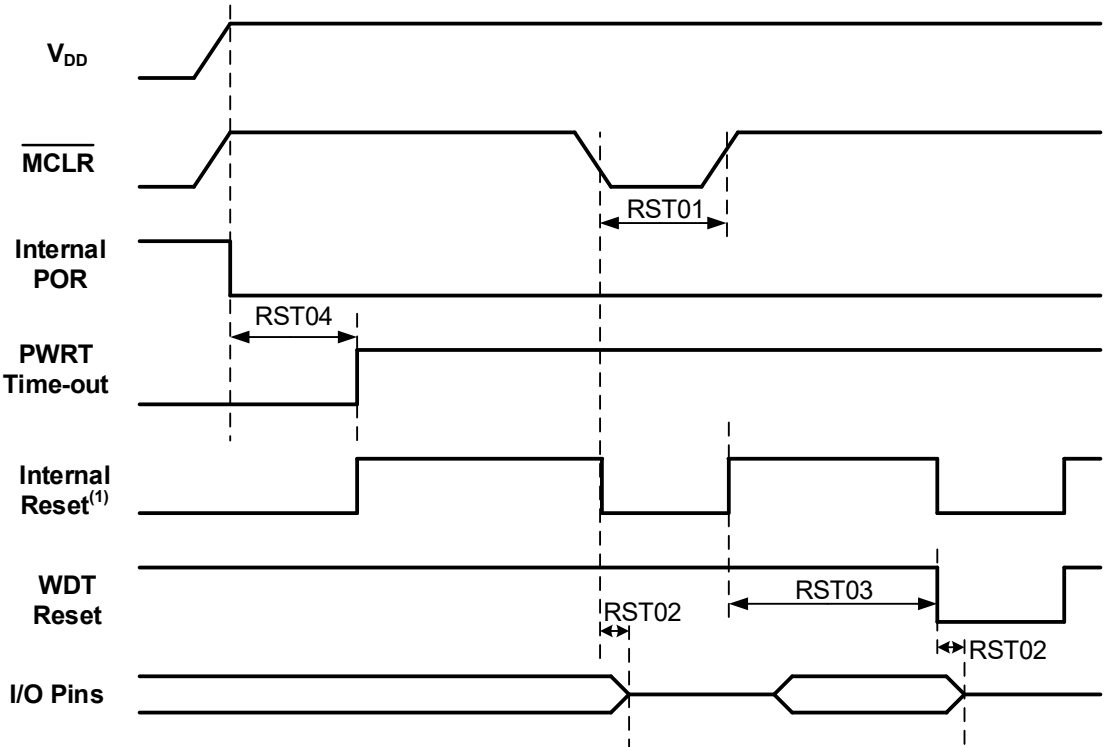 VDD
MCLR
RST01
Internal
POR
RST04
PWRT
Time-out
Internal
Reset(1)
WDT
Reset
RST03
RST02
RST02
I/O Pins